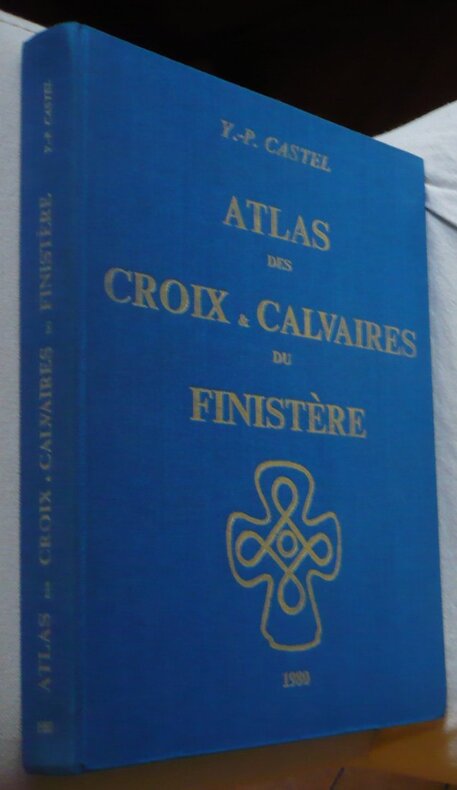 Y.-P. CASTEL
ATLAS
DES
CROIX & CALVAIRES
DU
FINISTÈRE
1980
ATLAS DES CROIX & CALVAIRES DU FINISTÈRE Y.-P. CASTEL